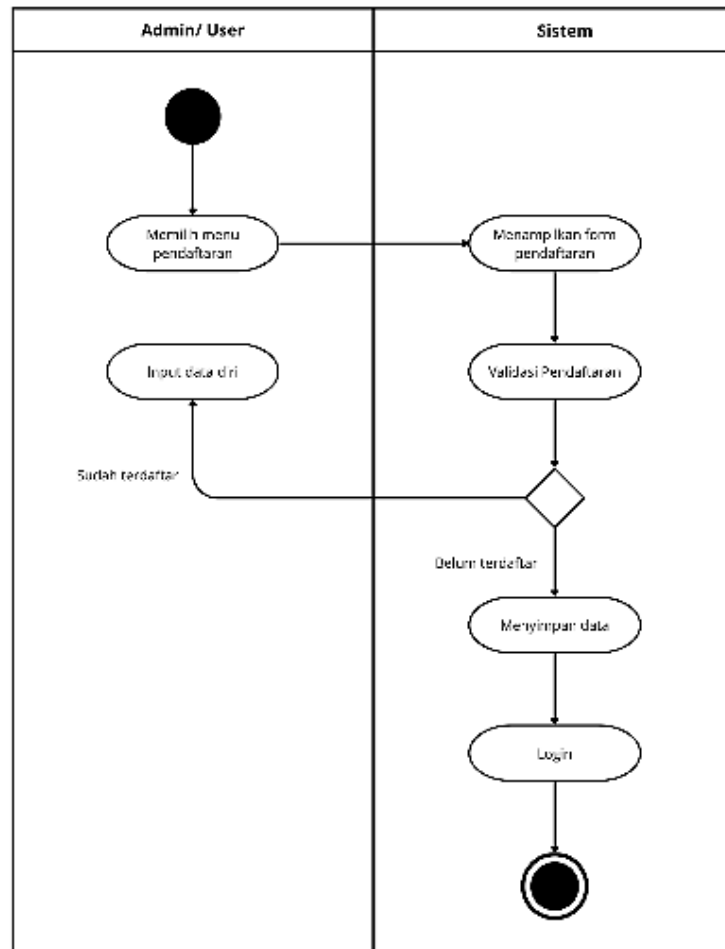 Admin/ User
Sistem
Memilih menu
pendaftaran
Menampilkan form
pendaftaran
Input data diri
Validasi Pendaftaran
Sudah terdaftar
Belum terdaftar
Menyimpan data
Login